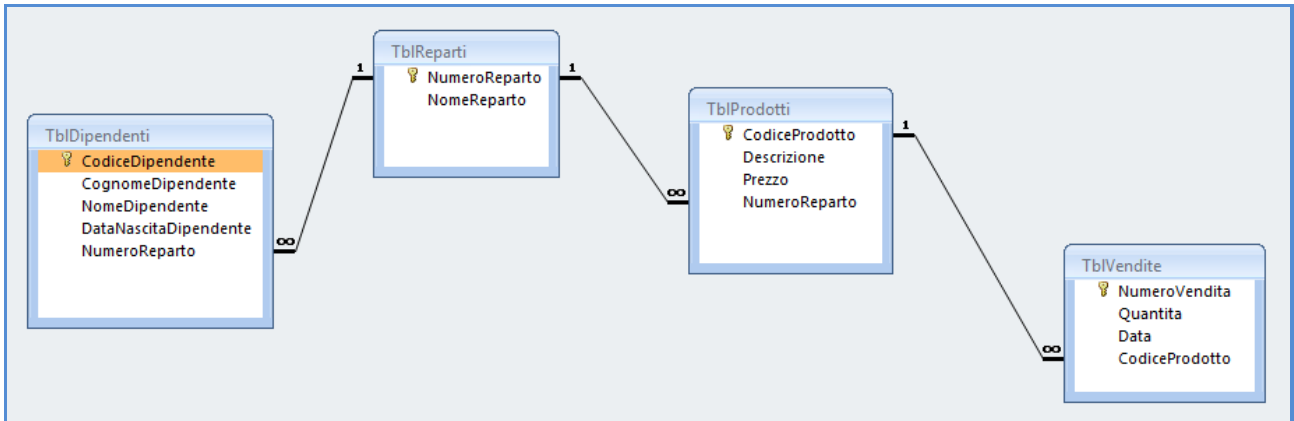 TblDipendenti
CodiceDipendente
CognomeDipendente
NomeDipendente
DataNascitaDipendente
NumeroReparto
∞
1
TblReparti
NumeroReparto
NomeReparto
1
∞
TblProdotti
CodiceProdotto
Descrizione
Prezzo
NumeroReparto
1
∞
TblVendite
NumeroVendita
Quantita
Data
CodiceProdotto